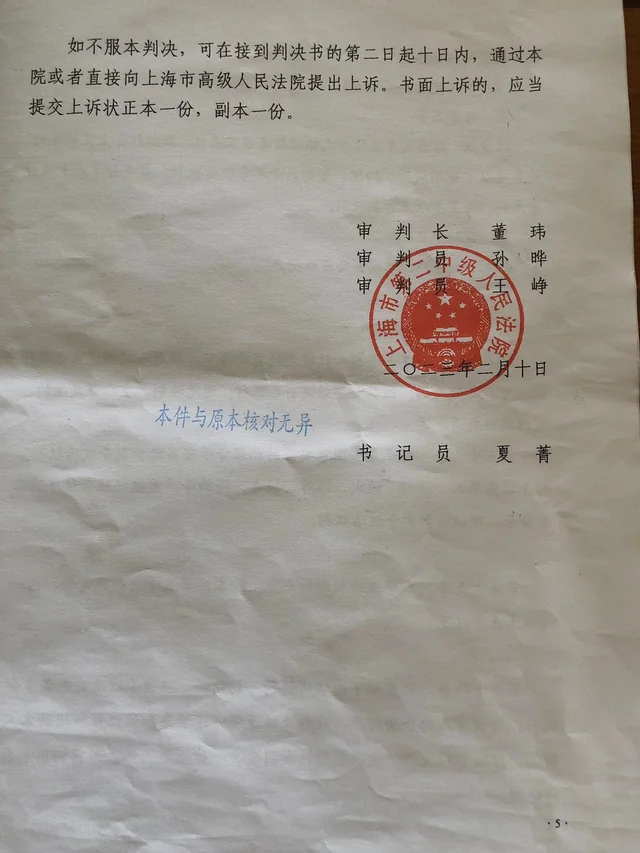 如不服本判决，可在接到判决书的第二日起十日内，通过本
院或者直接向上海市高级人民法院提出上诉。书面上诉的，应当
提交上诉状正本一份，副本一份。
审判长 董玮
审判员 孙晔
审判员 王峥
上海市第二中级人民法院
二〇二三年二月十日
本件与原本核对无异
书记员 夏菁
·5·